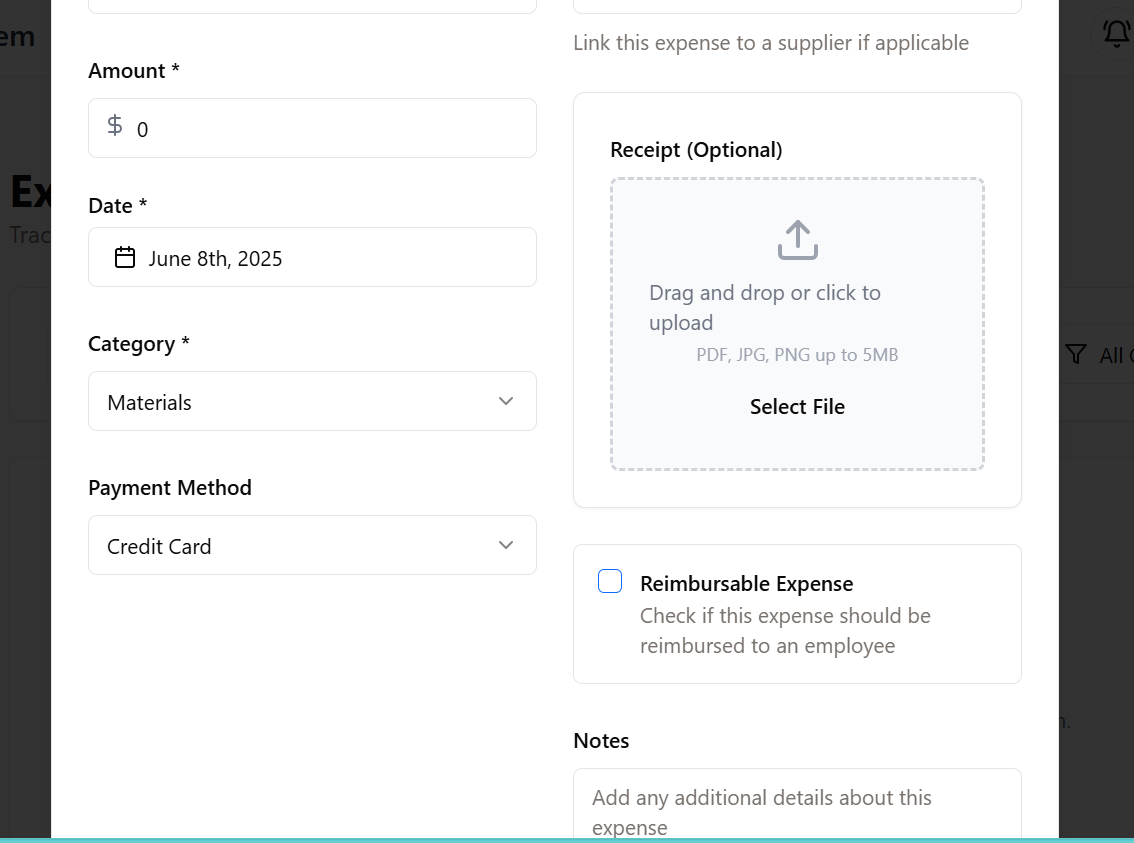 em
Ex
Trac
Amount *
$ 0
Date *
June 8th, 2025
Category *
Materials
Payment Method
Credit Card
Link this expense to a supplier if applicable
Receipt (Optional)
Drag and drop or click to
upload
PDF, JPG, PNG up to 5MB
Select File
Reimbursable Expense
Check if this expense should be
reimbursed to an employee
Notes
Add any additional details about this
expense
All